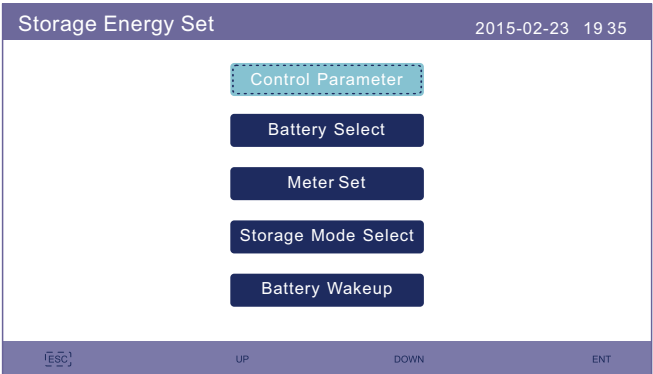 Storage Energy Set 2015-02-23 19 35
Control Parameter
Battery Select
Meter Set
Storage Mode Select
Battery Wakeup
ESC UP DOWN ENT